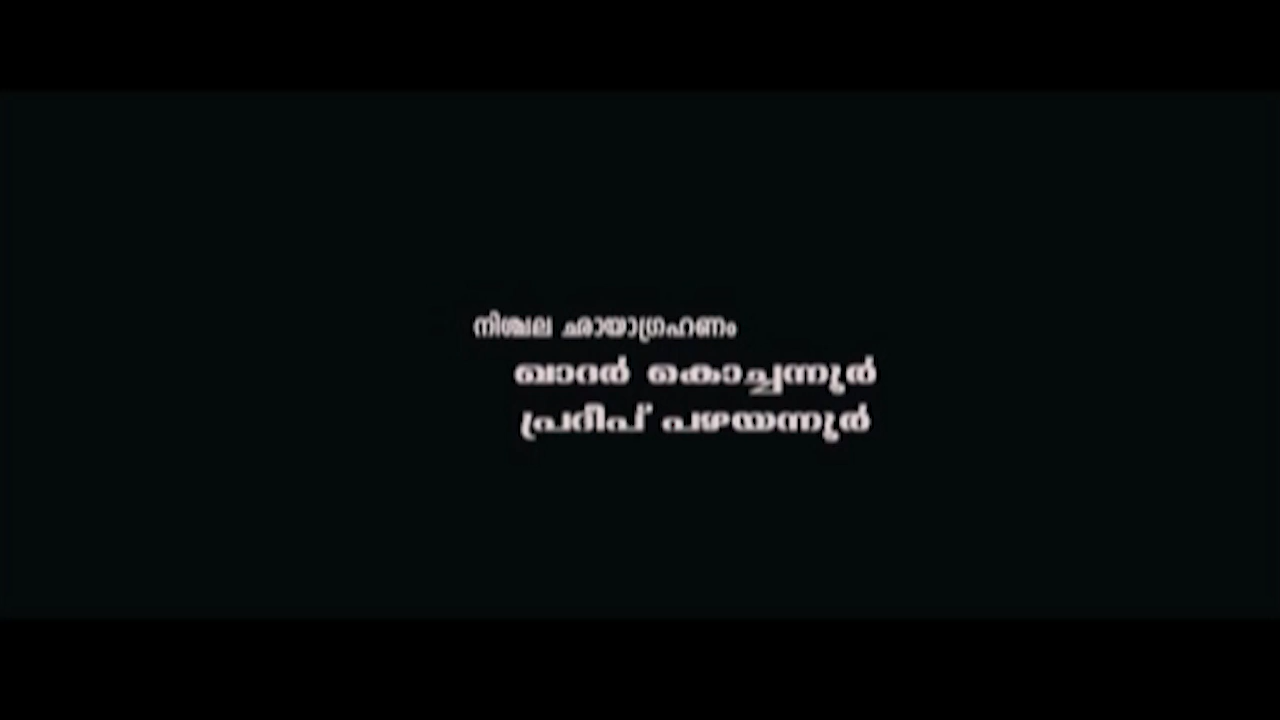 നിശ്ചല ഛായാഗ്രഹണം
ഖാദർ കൊച്ചന്നൂർ
പ്രദീപ് പഴയന്നൂർ